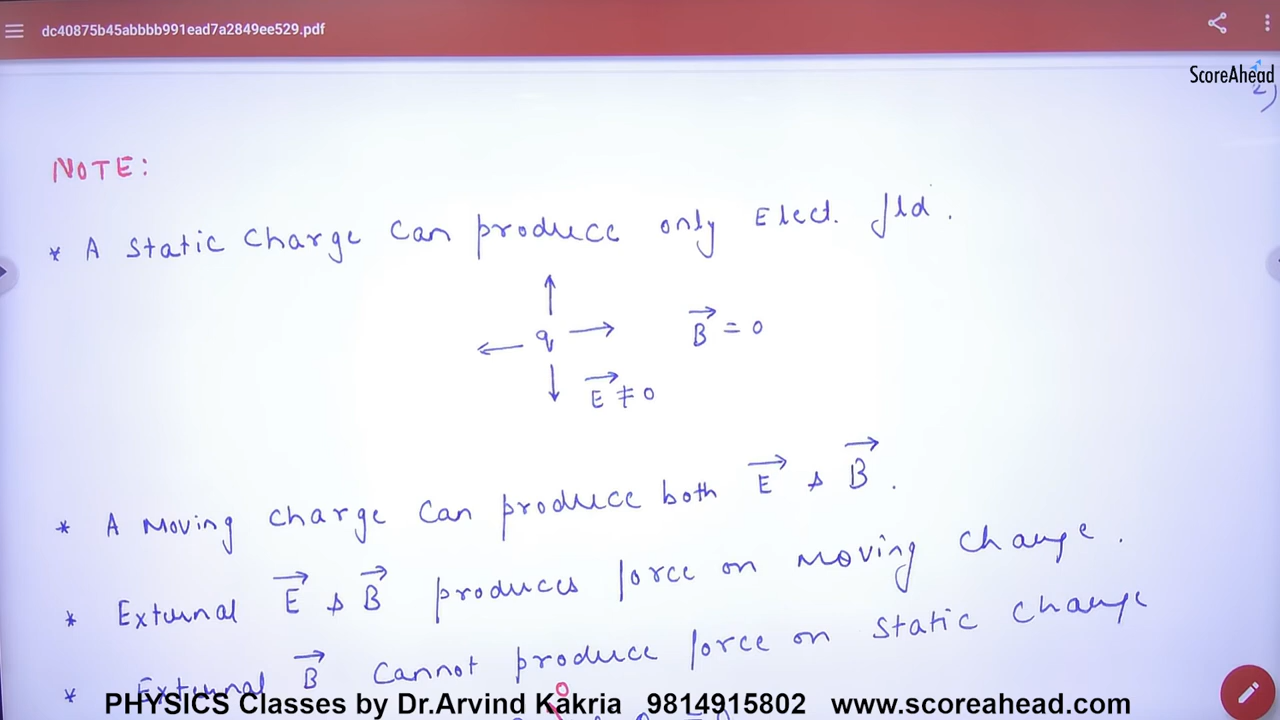 dc40875b45abbbb991ead7a2849ee529.pdf
ScoreAhead
2)
NOTE:
* A static charge can produce only Elect. fld.
q
B = 0
E ≠ 0
* A moving charge can produce both E & B.
* External E & B produces force on moving charge.
* External B cannot produce force on static charge
PHYSICS Classes by Dr.Arvind Kakria 9814915802 www.scoreahead.com